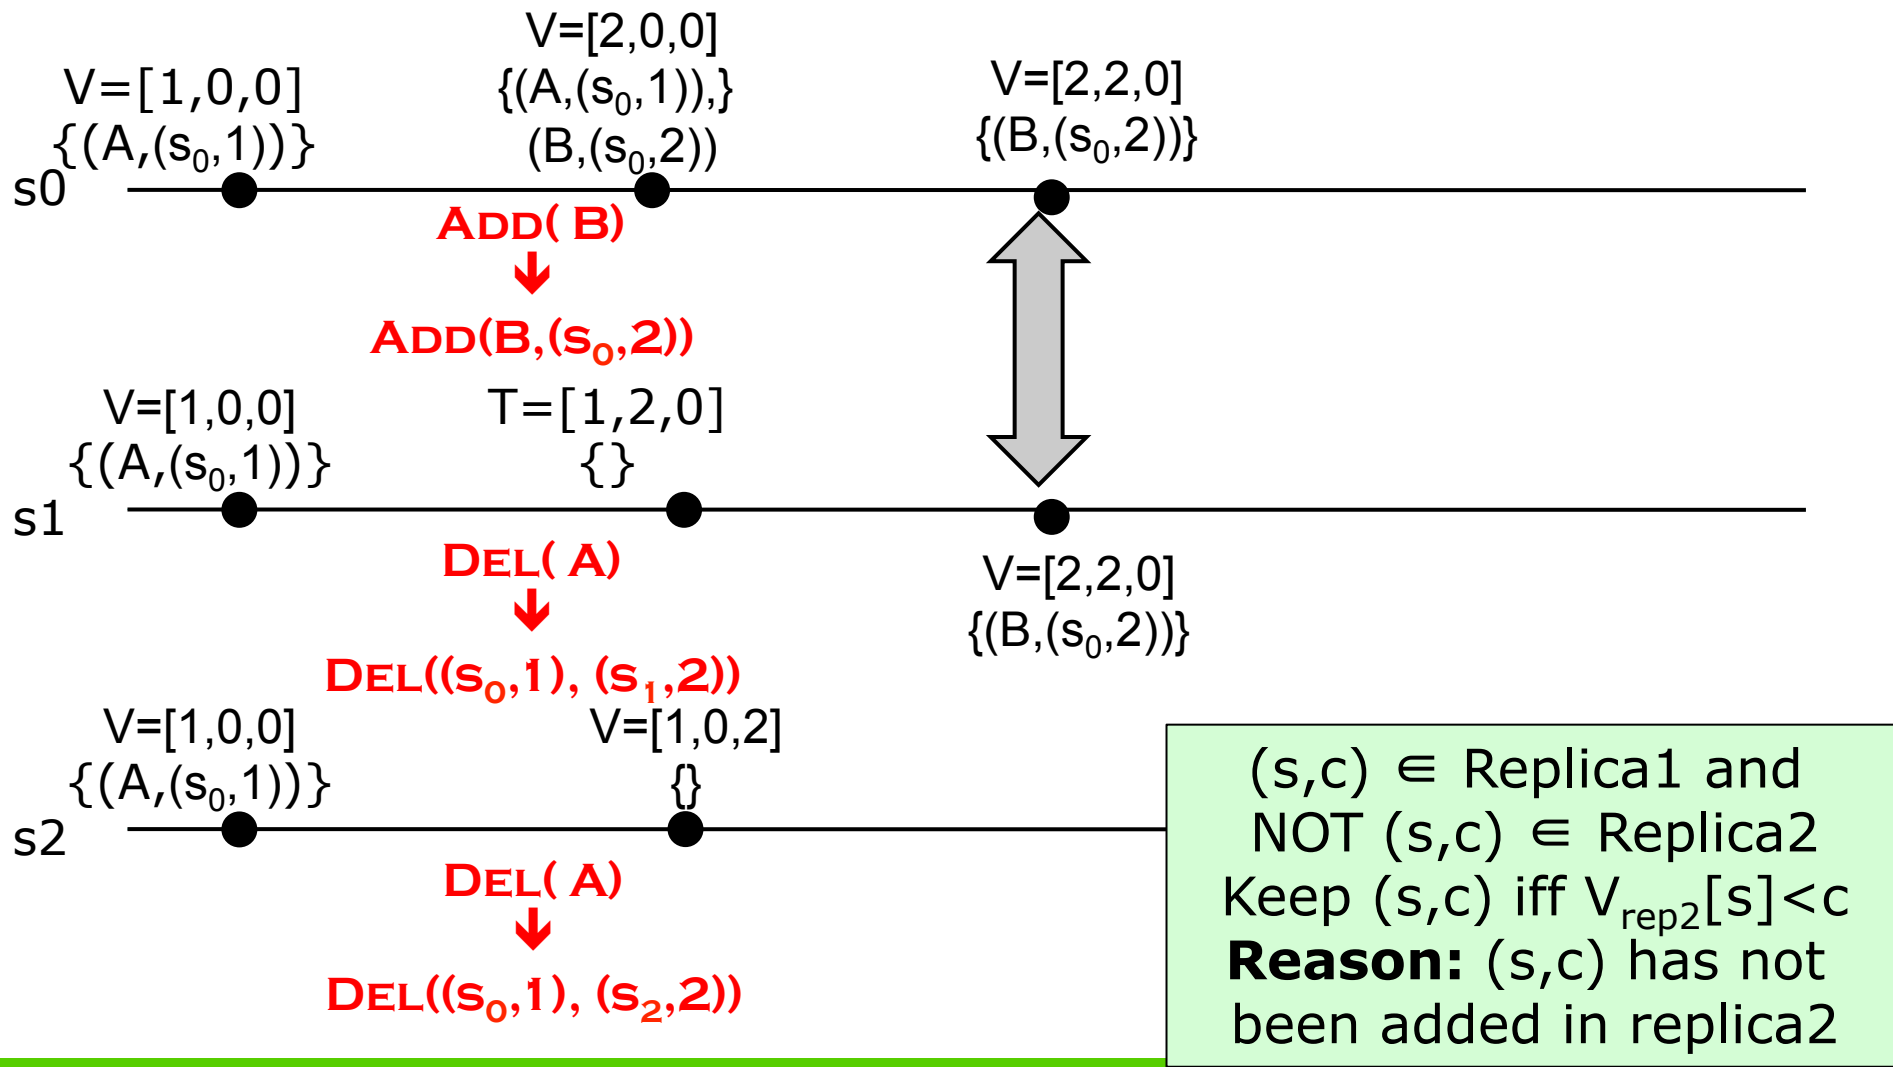 V=[1,0,0]
{(A,(s0,1))}
V=[2,0,0]
{(A,(s0,1)),}
(B,(s0,2))
V=[2,2,0]
{(B,(s0,2))}
s0
ADD( B)
↓
ADD(B,(s0,2))
V=[1,0,0]
{(A,(s0,1))}
T=[1,2,0]
{}
s1
DEL( A)
↓
DEL((s0,1), (s1,2))
V=[2,2,0]
{(B,(s0,2))}
V=[1,0,0]
{(A,(s0,1))}
V=[1,0,2]
{}
s2
DEL( A)
↓
DEL((s0,1), (s2,2))
(s,c) ∈ Replica1 and
NOT (s,c) ∈ Replica2
Keep (s,c) iff Vrep2[s]<c
Reason: (s,c) has not
been added in replica2